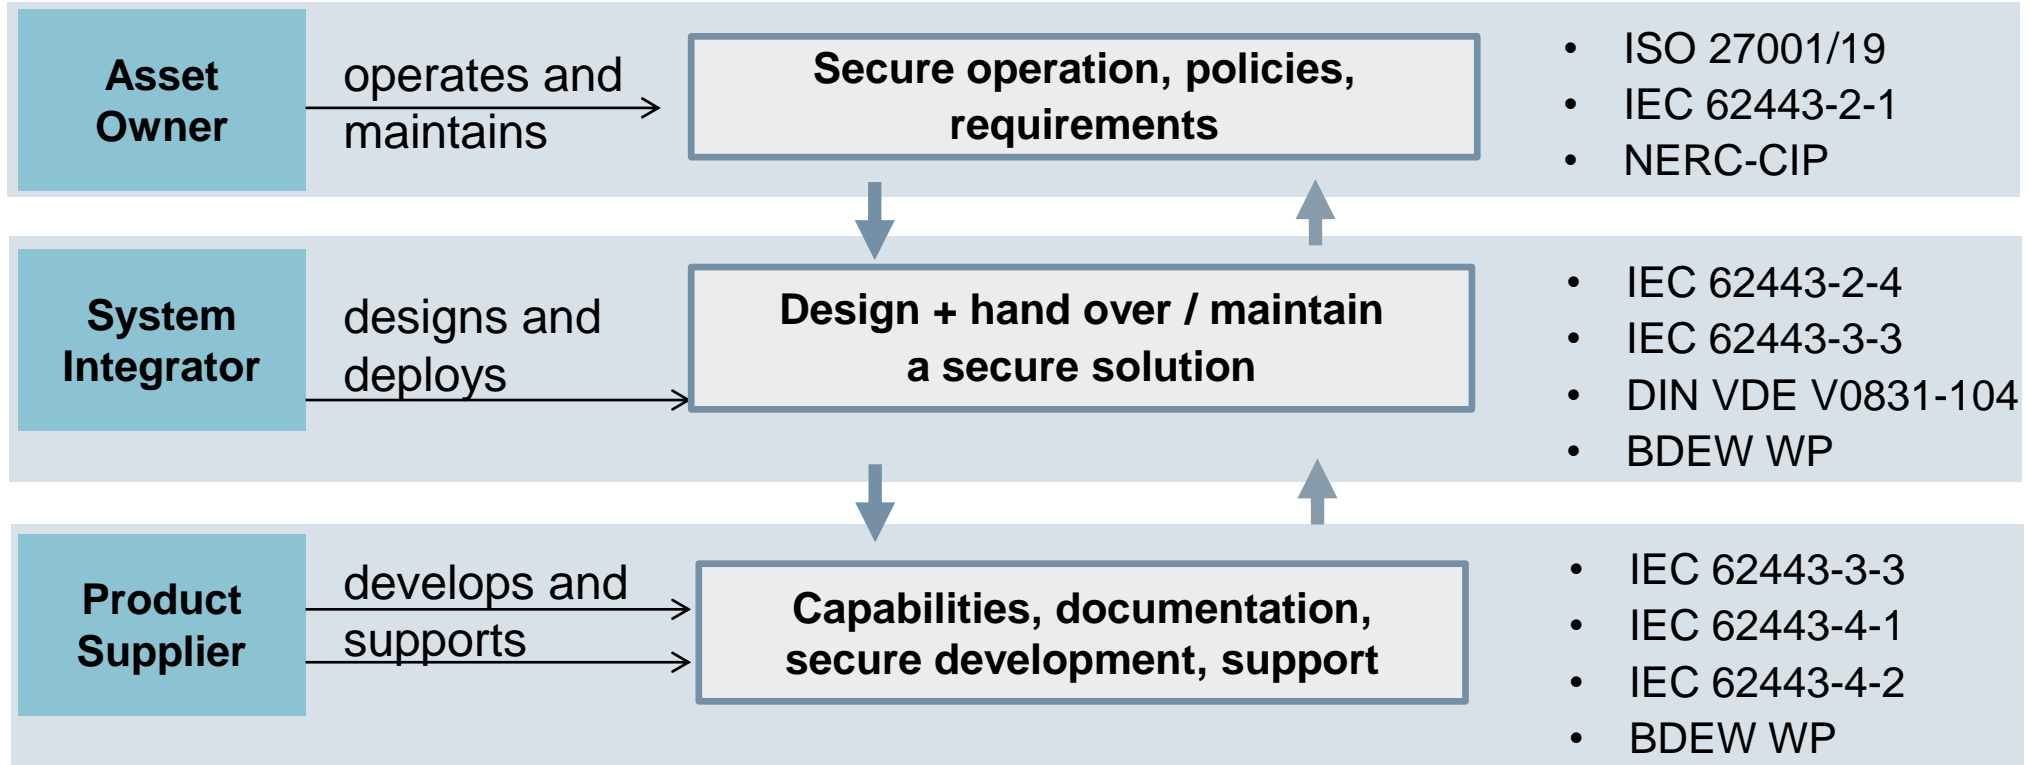 Asset
Owner
operates and
maintains
Secure operation, policies,
requirements
• ISO 27001/19
• IEC 62443-2-1
• NERC-CIP
System
Integrator
designs and
deploys
Design + hand over / maintain
a secure solution
• IEC 62443-2-4
• IEC 62443-3-3
• DIN VDE V0831-104
• BDEW WP
Product
Supplier
develops and
supports
Capabilities, documentation,
secure development, support
• IEC 62443-3-3
• IEC 62443-4-1
• IEC 62443-4-2
• BDEW WP